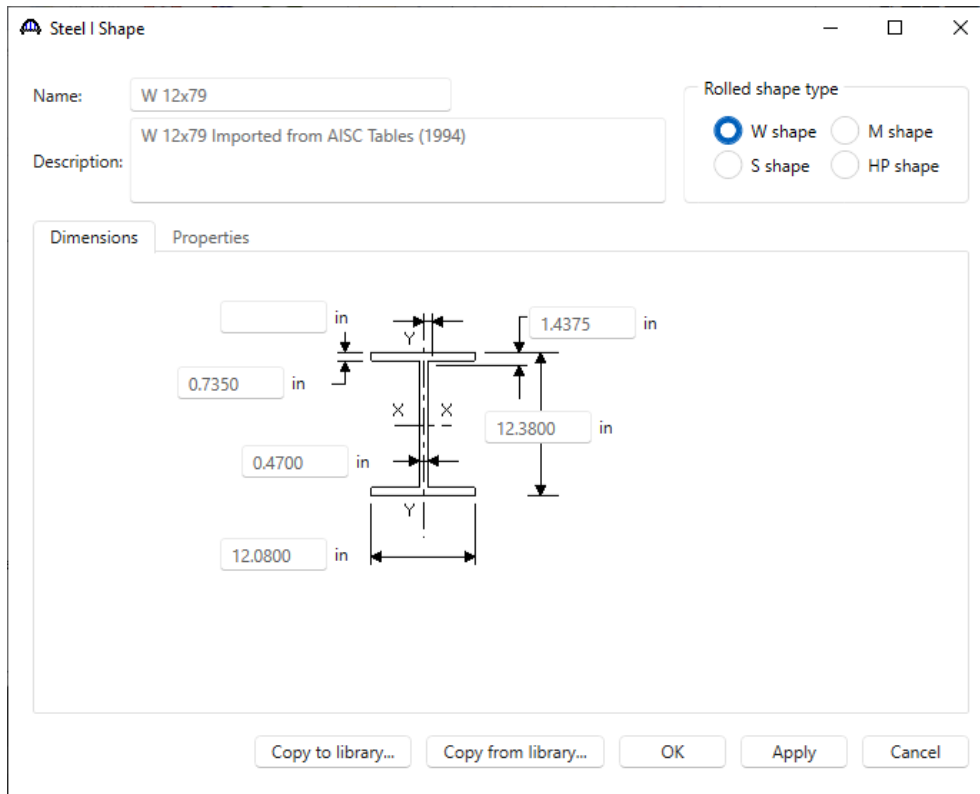 Steel I Shape
Name: W 12x79
Description: W 12x79 Imported from AISC Tables (1994)
Rolled shape type
W shape M shape
S shape HP shape
Dimensions Properties
in
1.4375 in
Y
0.7350 in
X X
12.3800 in
0.4700 in
Y
12.0800 in
Copy to library... Copy from library... OK Apply Cancel